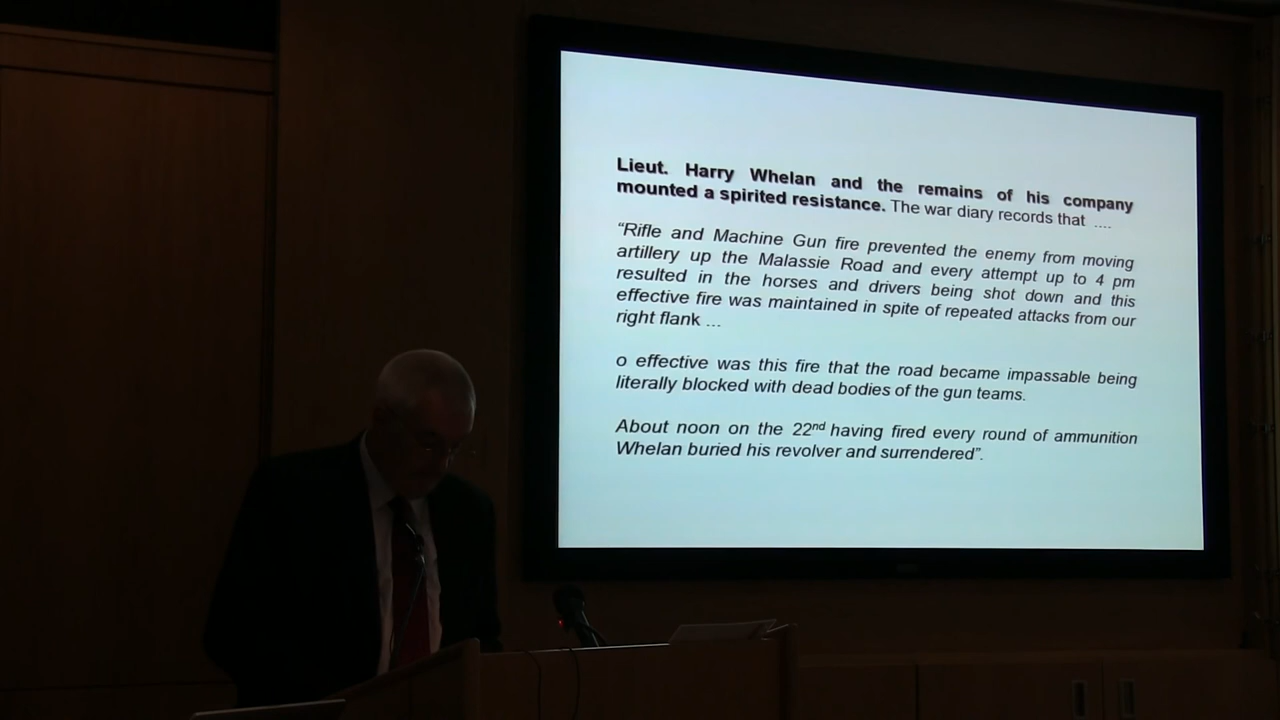 Lieut. Harry Whelan and the remains of his company
mounted a spirited resistance. The war diary records that ....
“Rifle and Machine Gun fire prevented the enemy from moving
artillery up the Malassie Road and every attempt up to 4 pm
resulted in the horses and drivers being shot down and this
effective fire was maintained in spite of repeated attacks from our
right flank ...
o effective was this fire that the road became impassable being
literally blocked with dead bodies of the gun teams.
About noon on the 22nd having fired every round of ammunition
Whelan buried his revolver and surrendered”.